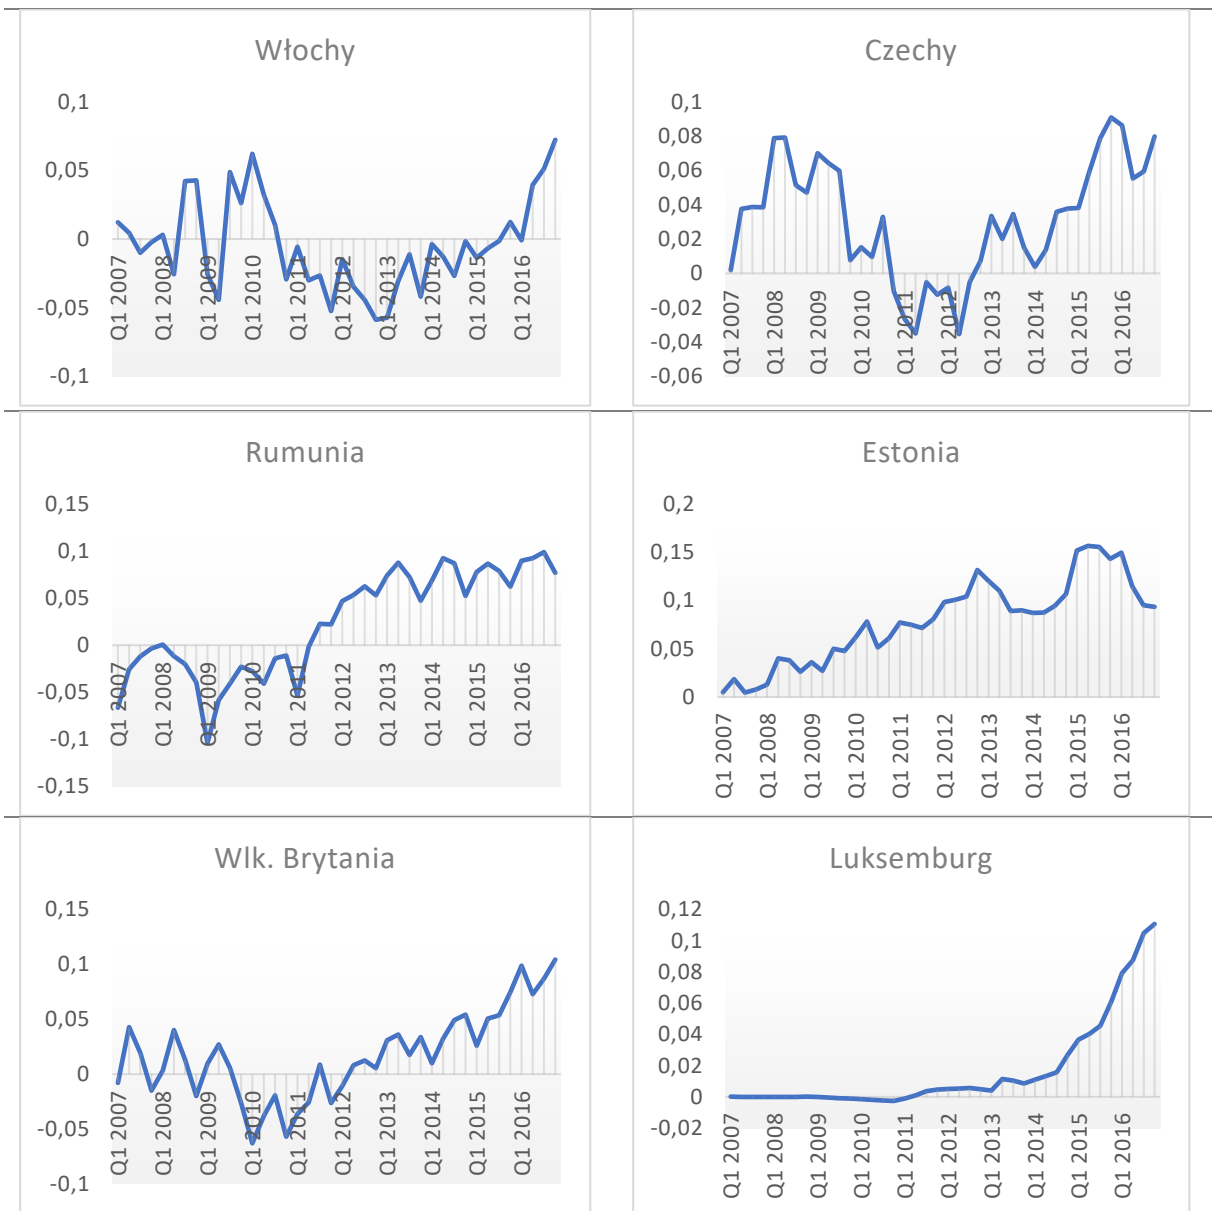 Włochy
0,1
0,05
0
-0,05
-0,1
Q1 2007
Q1 2008
Q1 2009
Q1 2010
Q1 2011
Q1 2012
Q1 2013
Q1 2014
Q1 2015
Q1 2016
Czechy
0,1
0,08
0,06
0,04
0,02
0
-0,02
-0,04
-0,06
Q1 2007
Q1 2008
Q1 2009
Q1 2010
Q1 2011
Q1 2012
Q1 2013
Q1 2014
Q1 2015
Q1 2016
Rumunia
0,15
0,1
0,05
0
-0,05
-0,1
-0,15
Q1 2007
Q1 2008
Q1 2009
Q1 2010
Q1 2011
Q1 2012
Q1 2013
Q1 2014
Q1 2015
Q1 2016
Estonia
0,2
0,15
0,1
0,05
0
Q1 2007
Q1 2008
Q1 2009
Q1 2010
Q1 2011
Q1 2012
Q1 2013
Q1 2014
Q1 2015
Q1 2016
Wlk. Brytania
0,15
0,1
0,05
0
-0,05
-0,1
Q1 2007
Q1 2008
Q1 2009
Q1 2010
Q1 2011
Q1 2012
Q1 2013
Q1 2014
Q1 2015
Q1 2016
Luksemburg
0,12
0,1
0,08
0,06
0,04
0,02
0
-0,02
Q1 2007
Q1 2008
Q1 2009
Q1 2010
Q1 2011
Q1 2012
Q1 2013
Q1 2014
Q1 2015
Q1 2016